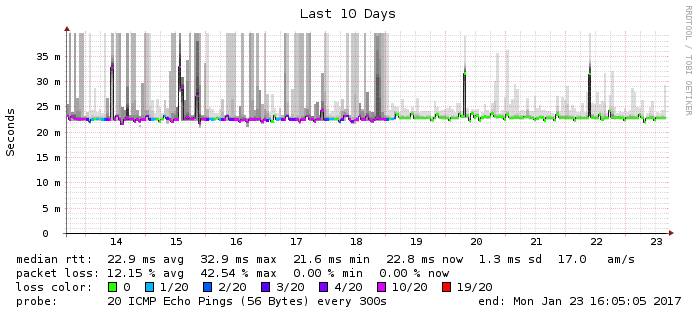 Last 10 Days
RRDTOOL / TOBI OETIKER
Seconds
35 m
30 m
25 m
20 m
15 m
10 m
5 m
0
14 15 16 17 18 19 20 21 22 23
median rtt: 22.9 ms avg 32.9 ms max 21.6 ms min 22.8 ms now 1.3 ms sd 17.0 am/s
packet loss: 12.15 % avg 42.54 % max 0.00 % min 0.00 % now
loss color: 0 1/20 2/20 3/20 4/20 10/20 19/20
probe: 20 ICMP Echo Pings (56 Bytes) every 300s end: Mon Jan 23 16:05:05 2017